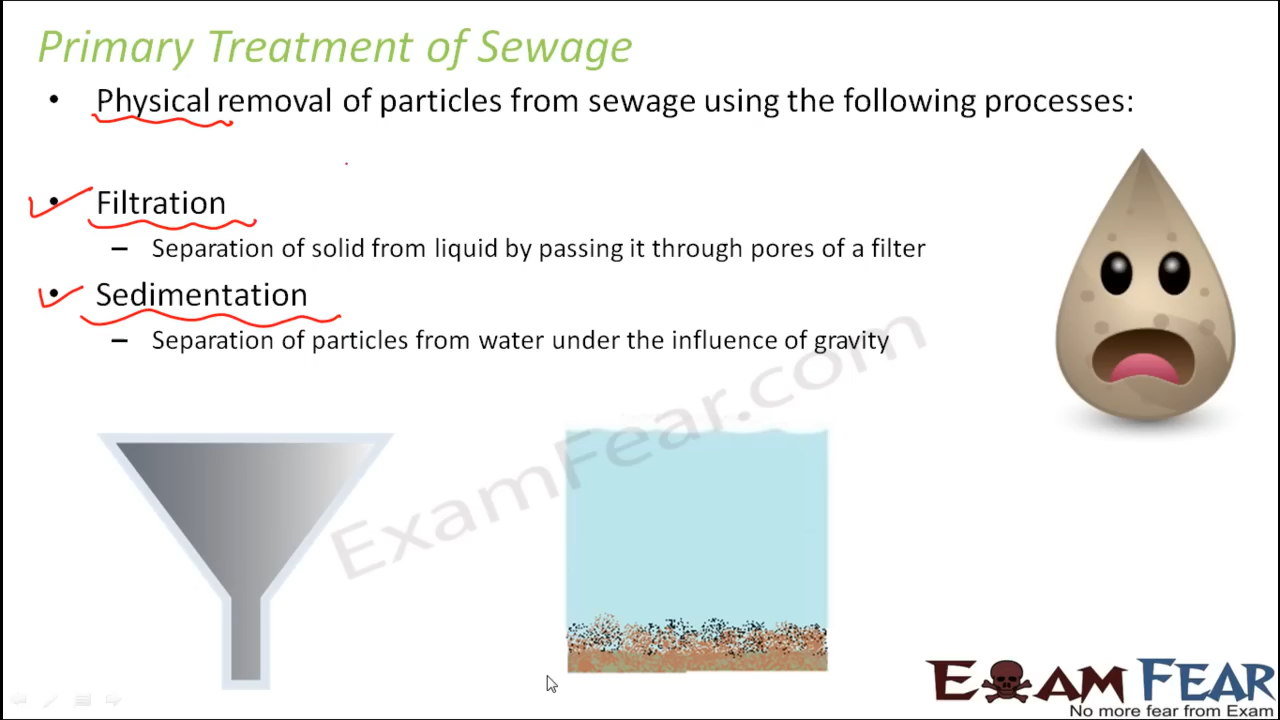 Primary Treatment of Sewage
• Physical removal of particles from sewage using the following processes:
• Filtration
– Separation of solid from liquid by passing it through pores of a filter
• Sedimentation
– Separation of particles from water under the influence of gravity
ExamFear.com
EXAM FEAR
No more fear from Exam